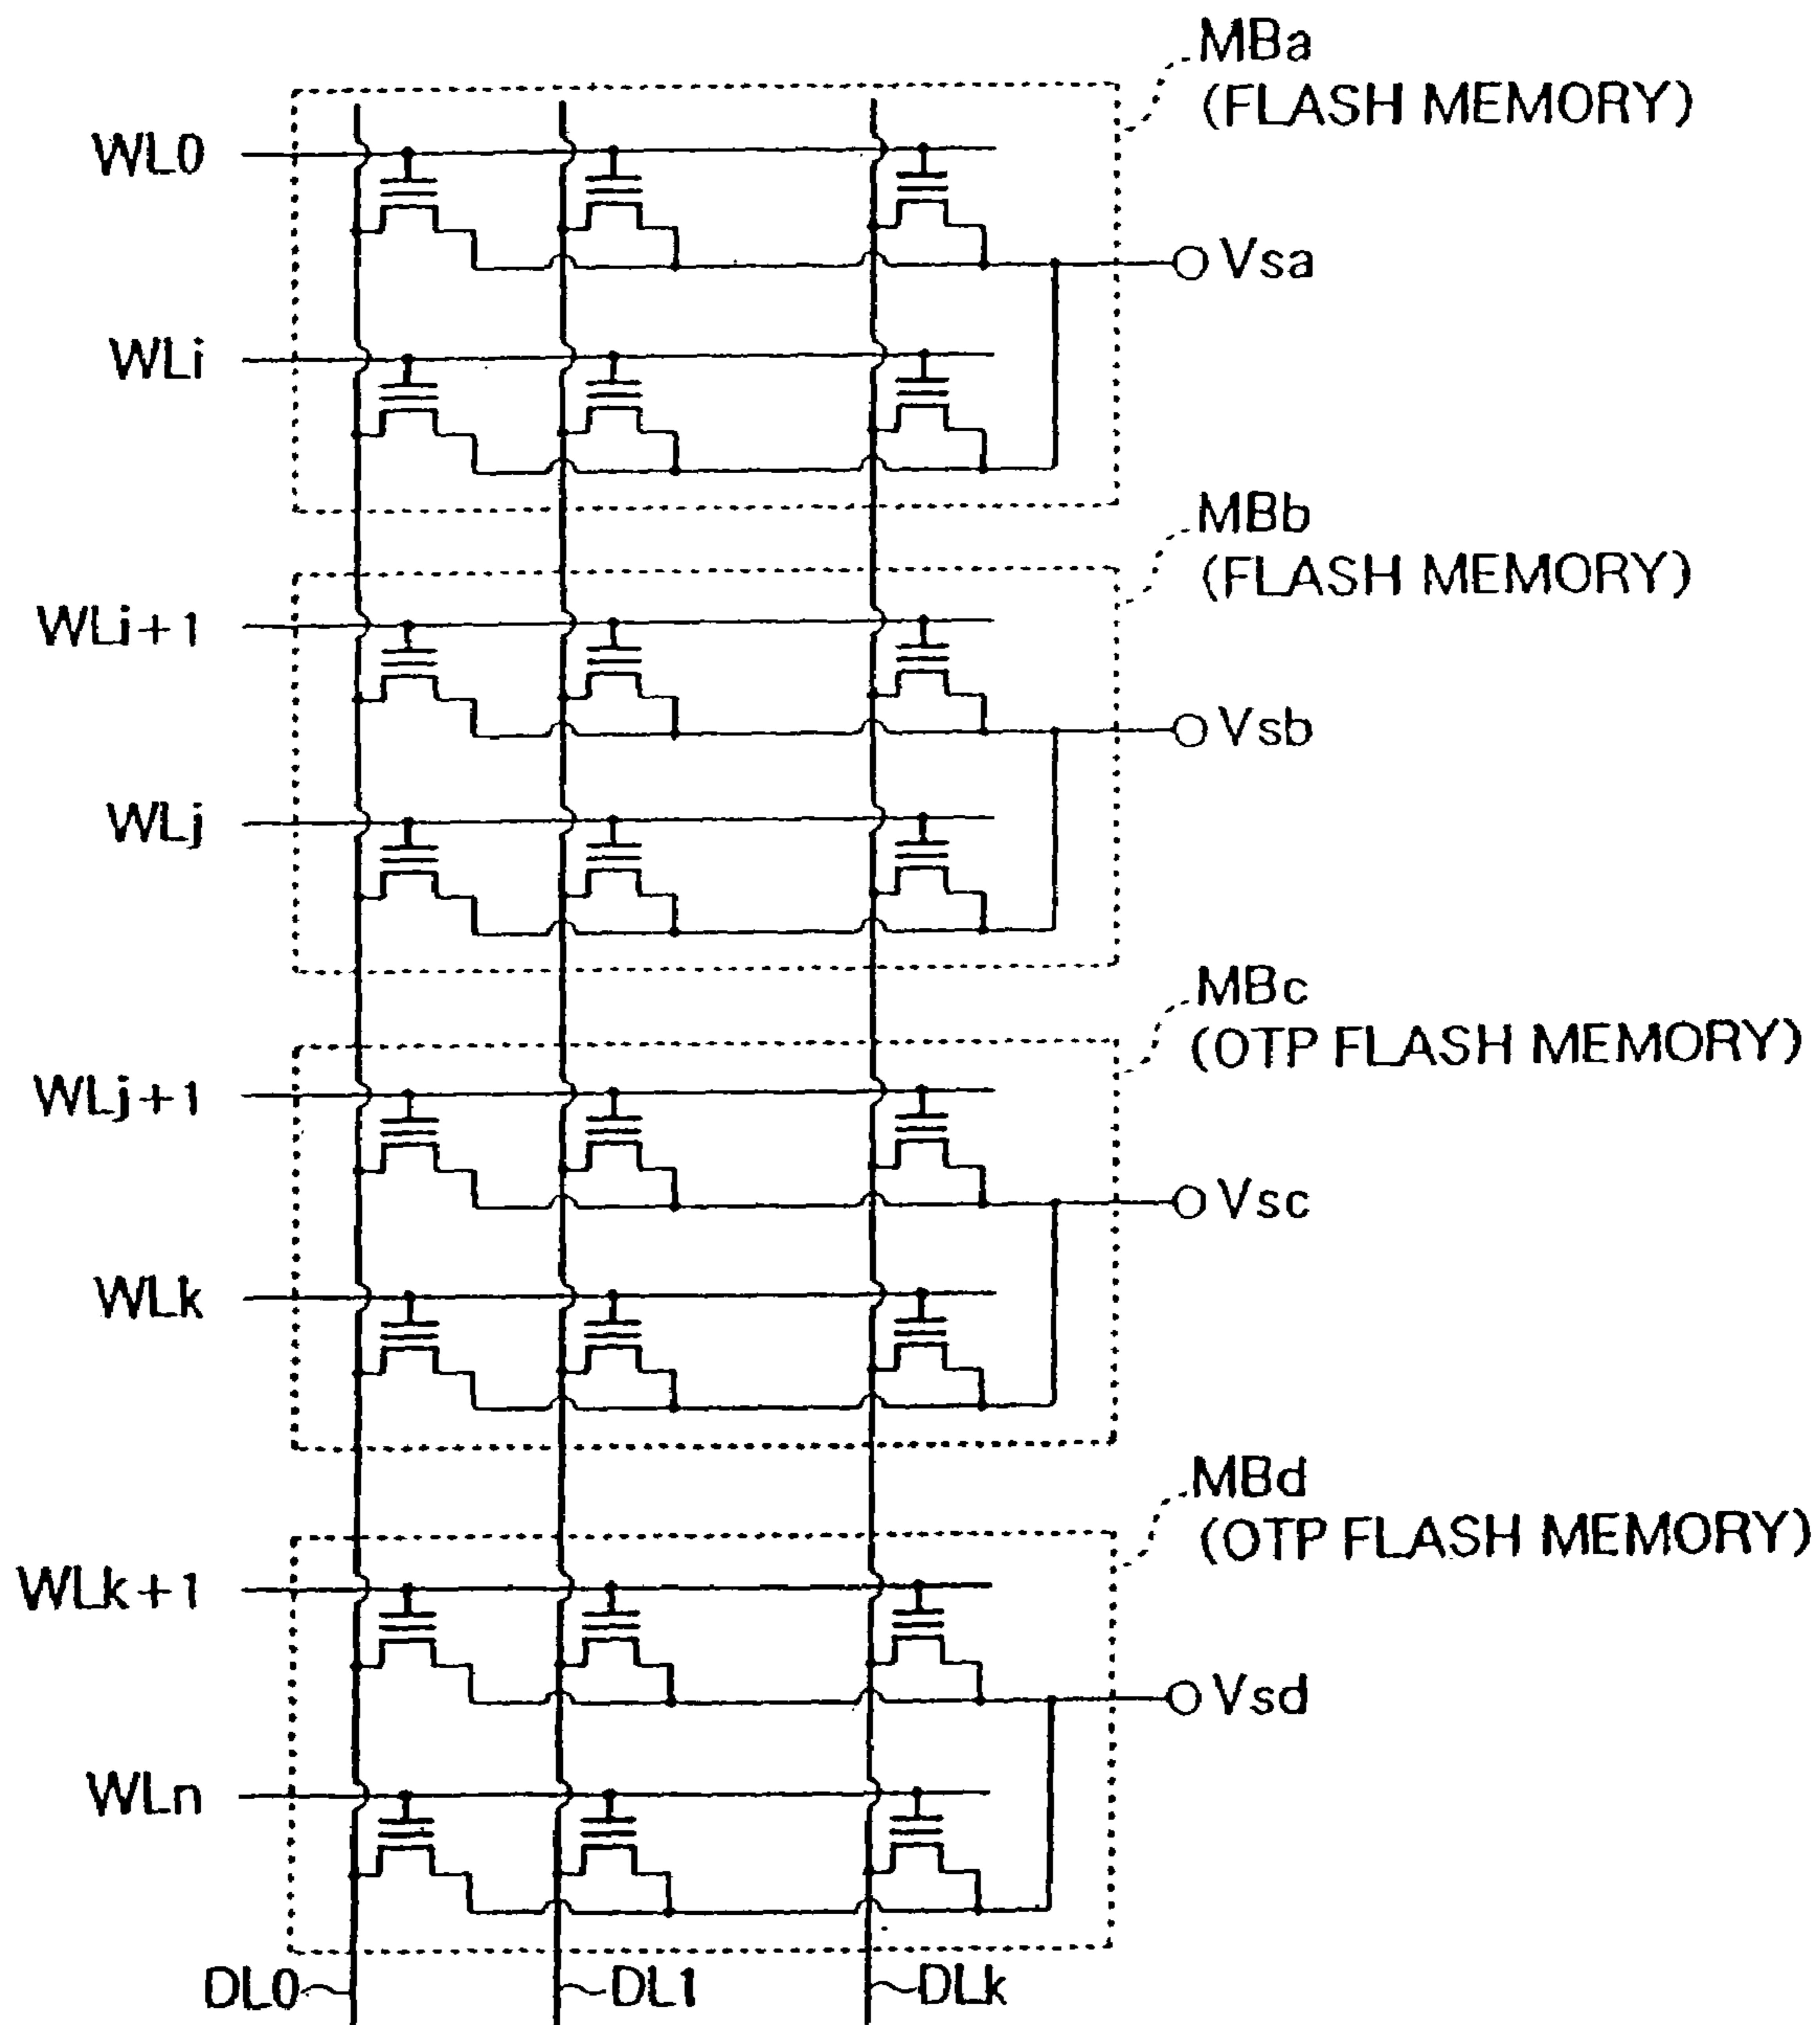 MBa
(FLASH MEMORY)
WL0
Vsa
WLi
MBb
(FLASH MEMORY)
WLi+1
Vsb
WLj
MBc
(OTP FLASH MEMORY)
WLj+1
Vsc
WLk
MBd
(OTP FLASH MEMORY)
WLk+1
Vsd
WLn
DL0
DL1
DLk